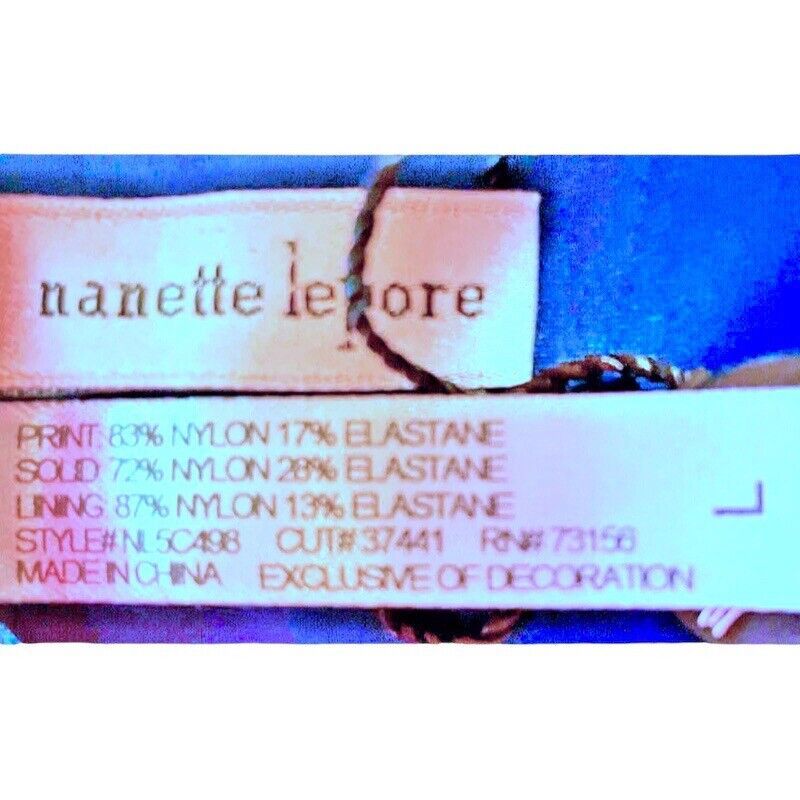 nanette lepore
PRINT: 83% NYLON 17% ELASTANE
SOLID: 72% NYLON 28% ELASTANE
LINING: 87% NYLON 13% ELASTANE
STYLE# NL5C498 CUT# 37441 RN# 73156
MADE IN CHINA EXCLUSIVE OF DECORATION
L